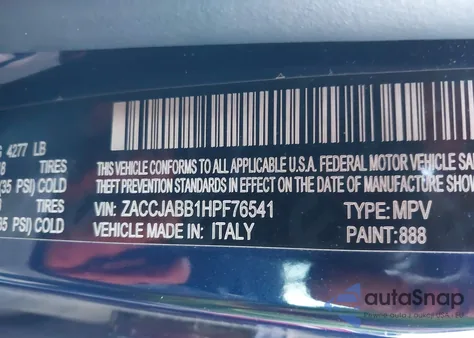 4277 LB
TIRES
(35 PSI) COLD
TIRES
PSI) COLD
THIS VEHICLE CONFORMS TO ALL APPLICABLE U.S.A. FEDERAL MOTOR VEHICLE SA
THEFT PREVENTION STANDARDS IN EFFECT ON THE DATE OF
VIN: ZACCJABB1HPF76541 TYPE: MPV
VEHICLE MADE IN: ITALY PAINT: 888
autoSnap